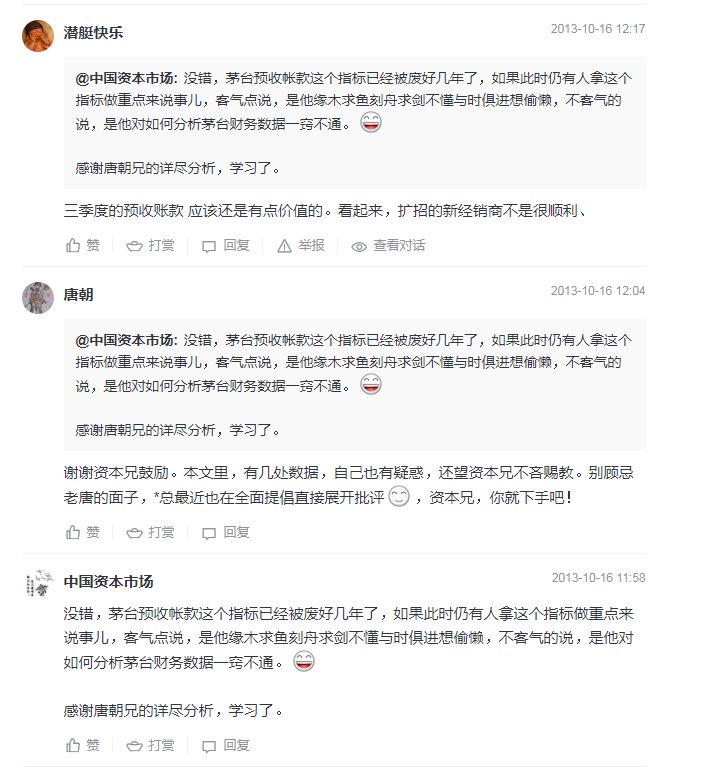 潜艇快乐 2013-10-16 12:17
@中国资本市场: 没错，茅台预收帐款这个指标已经被废好几年了，如果此时仍有人拿这个
指标做重点来说事儿，客气点说，是他缘木求鱼刻舟求剑不懂与时俱进想偷懒，不客气的
说，是他对如何分析茅台财务数据一窍不通。
感谢唐朝兄的详尽分析，学习了。
三季度的预收账款 应该还是有点价值的。看起来，扩招的新经销商不是很顺利、
赞 打赏 回复 举报 查看对话
唐朝 2013-10-16 12:04
@中国资本市场: 没错，茅台预收帐款这个指标已经被废好几年了，如果此时仍有人拿这个
指标做重点来说事儿，客气点说，是他缘木求鱼刻舟求剑不懂与时俱进想偷懒，不客气的
说，是他对如何分析茅台财务数据一窍不通。
感谢唐朝兄的详尽分析，学习了。
谢谢资本兄鼓励。本文里，有几处数据，自己也有疑惑，还望资本兄不吝赐教。别顾忌
老唐的面子，*总最近也在全面提倡直接展开批评 ，资本兄，你就下手吧！
赞 打赏 回复
中国资本市场 2013-10-16 11:58
没错，茅台预收帐款这个指标已经被废好几年了，如果此时仍有人拿这个指标做重点来
说事儿，客气点说，是他缘木求鱼刻舟求剑不懂与时俱进想偷懒，不客气的说，是他对
如何分析茅台财务数据一窍不通。
感谢唐朝兄的详尽分析，学习了。
赞 打赏 回复